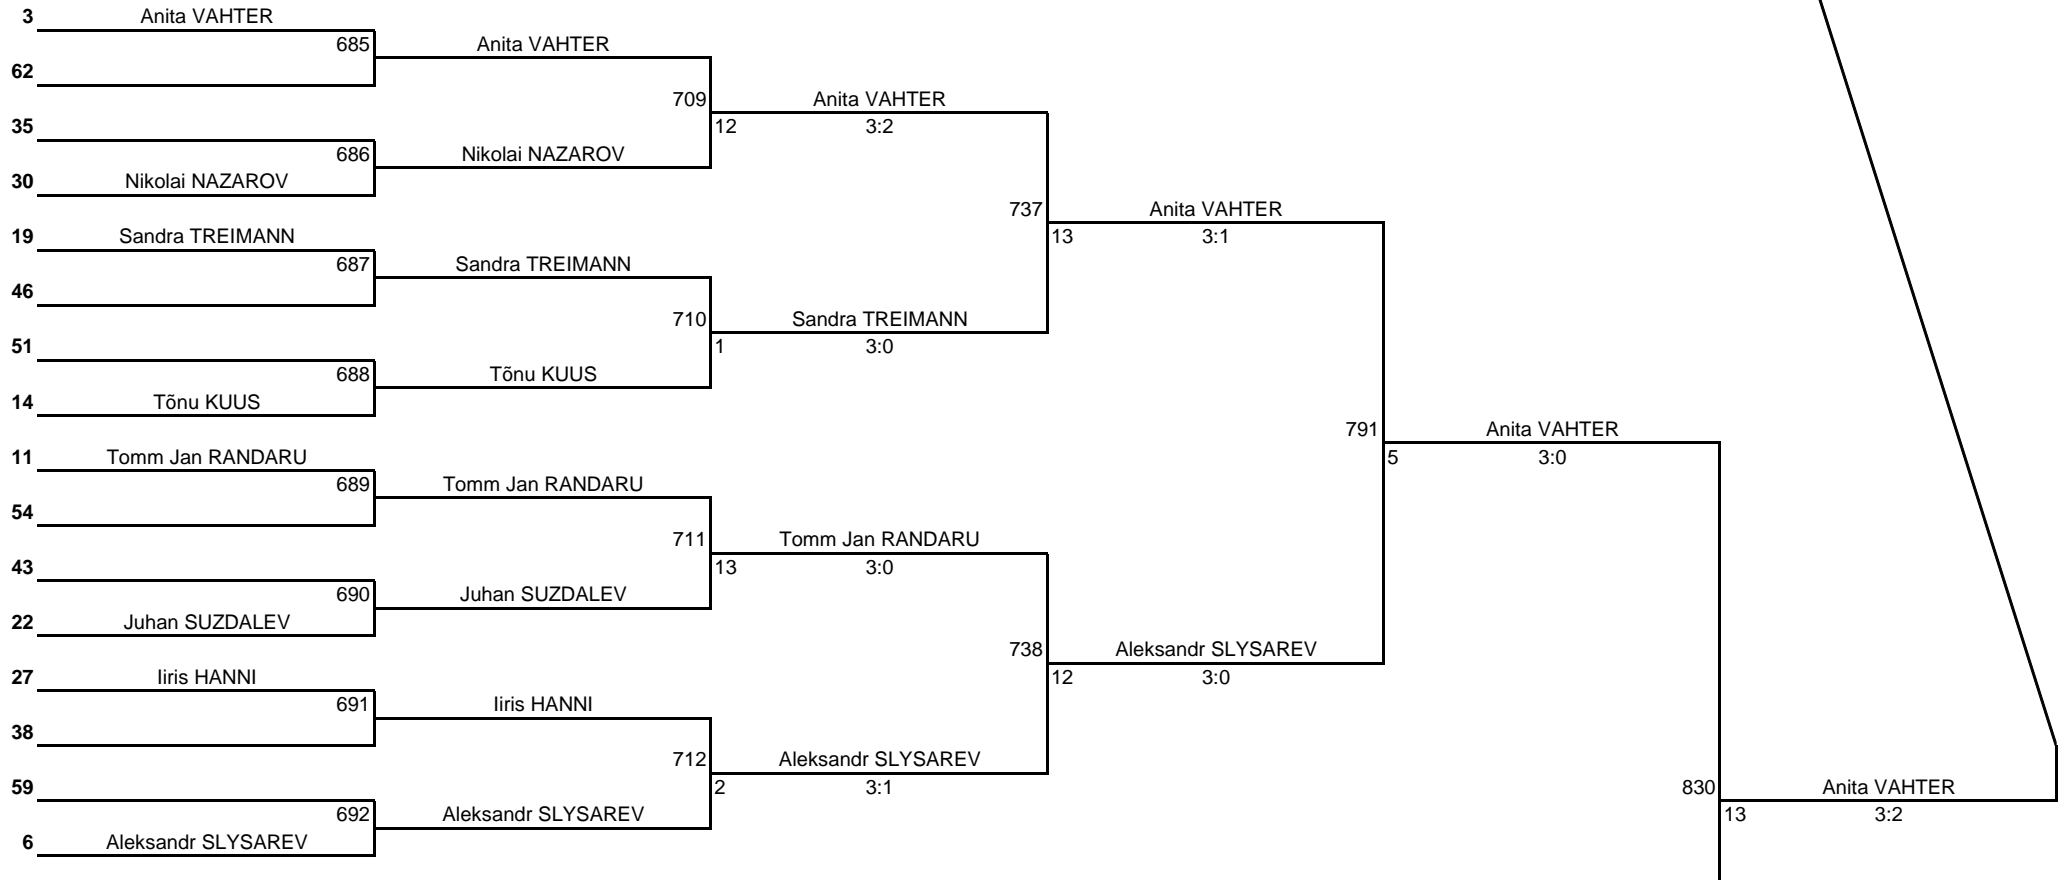 3 Anita VAHTER
685 Anita VAHTER
62
709 Anita VAHTER
35
12 3:2
686 Nikolai NAZAROV
30 Nikolai NAZAROV
737 Anita VAHTER
19 Sandra TREIMANN
13 3:1
687 Sandra TREIMANN
46
710 Sandra TREIMANN
51
1 3:0
688 Tõnu KUUS
14 Tõnu KUUS
791 Anita VAHTER
11 Tomm Jan RANDARU
5 3:0
689 Tomm Jan RANDARU
54
711 Tomm Jan RANDARU
43
13 3:0
690 Juhan SUZDALEV
22 Juhan SUZDALEV
738 Aleksandr SLYSAREV
27 Iiris HANNI
12 3:0
691 Iiris HANNI
38
712 Aleksandr SLYSAREV
59
2 3:1
830 Anita VAHTER
692 Aleksandr SLYSAREV
13 3:2
6 Aleksandr SLYSAREV